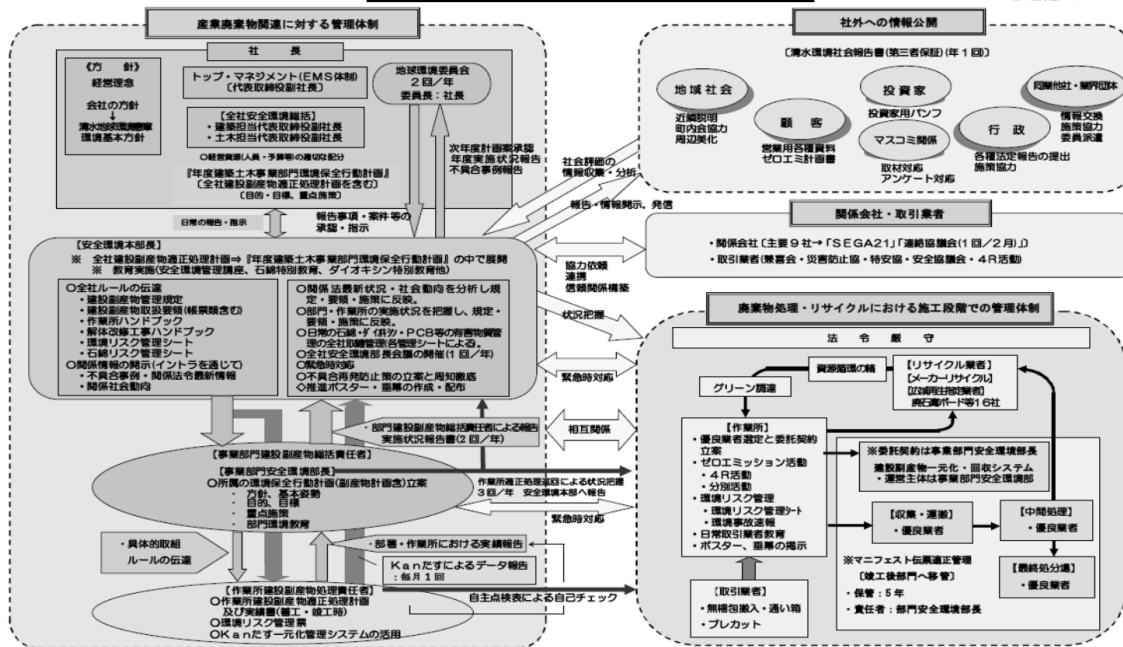 産業廃棄物関連に対する管理体制
社　長
《方　針》
経営理念
会社の方針
↓
清水地球環境憲章
環境基本方針
トップ・マネジメント(EMS体制)
〔代表取締役副社長〕
【全社安全環境総括】
・建築担当代表取締役副社長
・土木担当代表取締役副社長
○経営資源(人員・予算等)の適切な配分
『年度建築土木事業部門環境保全行動計画』
〔全社建設副産物適正処理計画を含む〕
〔目的・目標、重点施策〕
地球環境委員会
2回/年
委員長：社長
次年度計画案承認
年度実施状況報告
不具合事例報告
日常の報告・指示
報告事項・案件等の
承認・指示
【安全環境本部長】
※ 全社建設副産物適正処理計画⇒『年度建築土木事業部門環境保全行動計画』の中で展開
※ 教育実施(安全環境管理講座、石綿特別教育、ダイオキシン特別教育他)
○全社ルールの伝達
・建設副産物管理規定
・建設副産物取扱要領(帳票類含む)
・作業所ハンドブック
・解体改修工事ハンドブック
・環境リスク管理シート
・石綿リスク管理シート
○関係情報の開示(イントラを通じて)
・不具合事例・関係法令最新情報
・関係社会動向
○関係法最新状況・社会動向を分析し規
定・要領・施策に反映。
○部門・作業所の実施状況を把握し、規定・
要領・施策に反映。
○日常の石綿・ダイオキシン・PCB等の有害物質管
理の全社取纏管理(各管理シートによる)。
○全社安全環境部長会議の開催(1回/年)
○緊急時対応
○不具合再発防止策の立案と周知徹底
◇推進ポスター・垂幕の作成・配布
・部門建設副産物総括責任者による報告
実施状況報告書(2回/年)
【事業部門建設副産物総括責任者】
【事業部門安全環境部長】
○所属の環境保全行動計画(副産物計画含)立案
・ 方針、基本姿勢
・ 目的、目標
・ 重点施策
・ 部門環境教育
・具体的取組
ルールの伝達
・部署・作業所における実績報告
Kanたすによるデータ報告
：毎月1回
【作業所建設副産物処理責任者】
○作業所建設副産物適正処理計画
及び実績書(着工・竣工時)
○環境リスク管理票
○Kanたす一元化管理システムの活用
社会評価の
情報収集・分析
報告・情報開示、発信
協力依頼
連携
信頼関係構築
状況把握
緊急時対応
相互関係
作業所適正処理巡回による状況把握
3回/年 安全環境本部へ報告
緊急時対応
自主点検表による自己チェック
社外への情報公開
〔清水環境社会報告書(第三者保証)(年1回)〕
地域社会
近隣説明
町内会協力
周辺美化
顧　客
営業用各種資料
ゼロエミ計画書
投資家
投資家用パンフ
マスコミ関係
取材対応
アンケート対応
行　政
各種法定報告の提出
施策協力
同業他社・業界団体
情報交換
施策協力
委員派遣
関係会社・取引業者
・関係会社〔主要9社→「SEGA21」「連絡協議会(1回/2月)」〕
・取引業者(兼喜会・災害防止協・特安協・安全協議会・4R活動)
廃棄物処理・リサイクルにおける施工段階での管理体制
法　令　厳　守
資源循環の輪
グリーン調達
【リサイクル業者】
【メーカーリサイクル】
【広域再生指定業者】
廃石膏ボード等16社
【作業所】
・優良業者選定と委託契約
立案
・ゼロエミッション活動
・4R活動
・分別活動
・環境リスク管理
・環境リスク管理シート
・環境事故速報
・日常取引業者教育
・ポスター、垂幕の掲示
※委託契約は事業部門安全環境部長
建設副産物一元化・回収システム
・運営主体は事業部門安全環境部
【収集・運搬】
・優良業者
【中間処理】
・優良業者
【最終処分場】
・優良業者
※マニフェスト伝票適正管理
〔竣工後部門へ移管〕
・保管：5年
・責任者：部門安全環境部長
【取引業者】
・無梱包搬入・通い箱
・プレカット